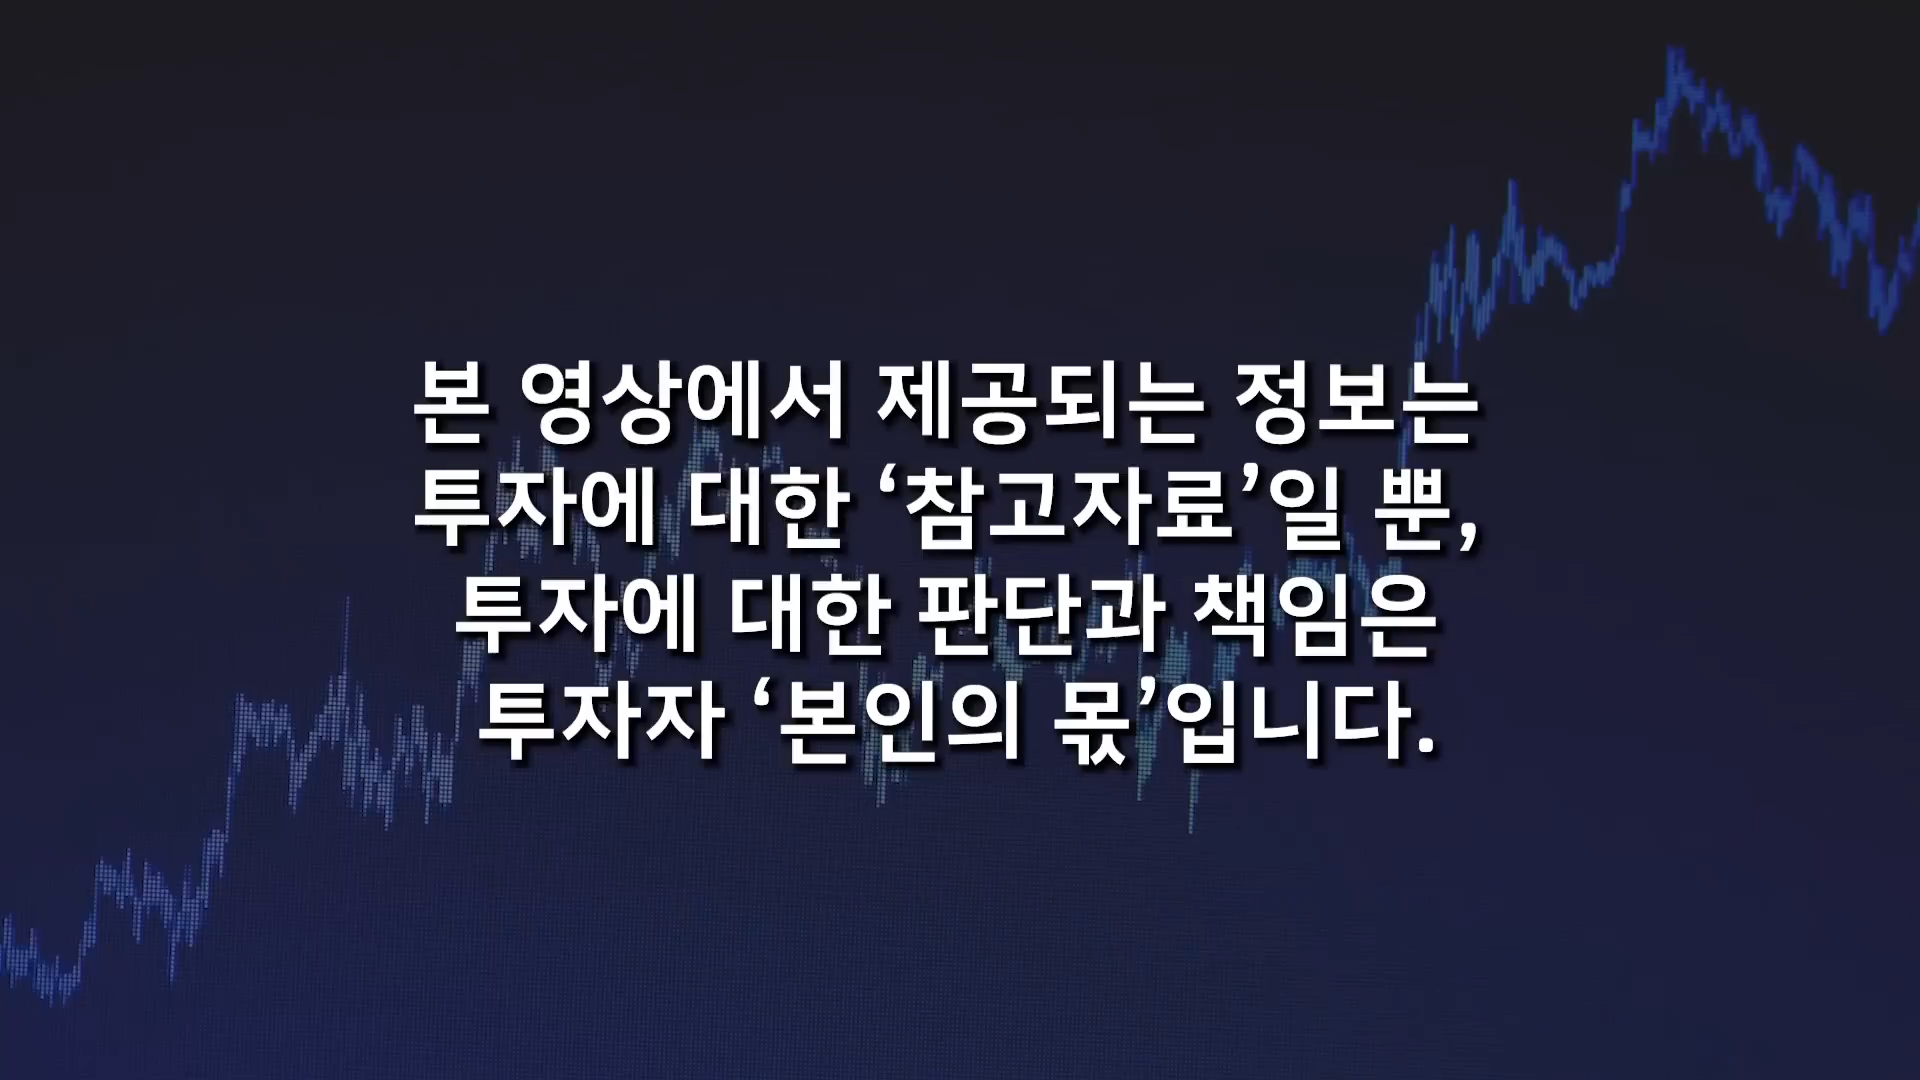 본 영상에서 제공되는 정보는
투자에 대한 ‘참고자료’일 뿐,
투자에 대한 판단과 책임은
투자자 ‘본인의 몫’입니다.